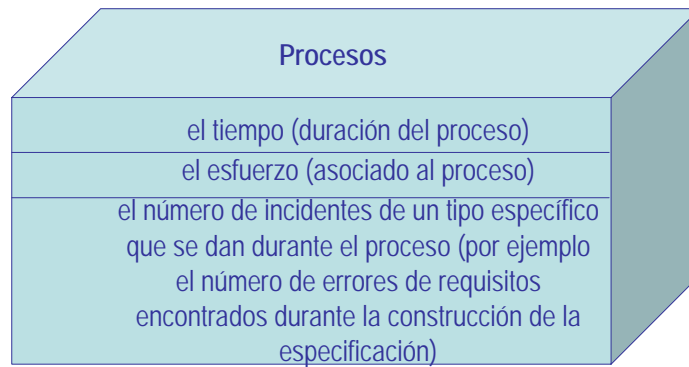 Procesos
el tiempo (duración del proceso)
el esfuerzo (asociado al proceso)
el número de incidentes de un tipo específico
que se dan durante el proceso (por ejemplo
el número de errores de requisitos
encontrados durante la construcción de la
especificación)